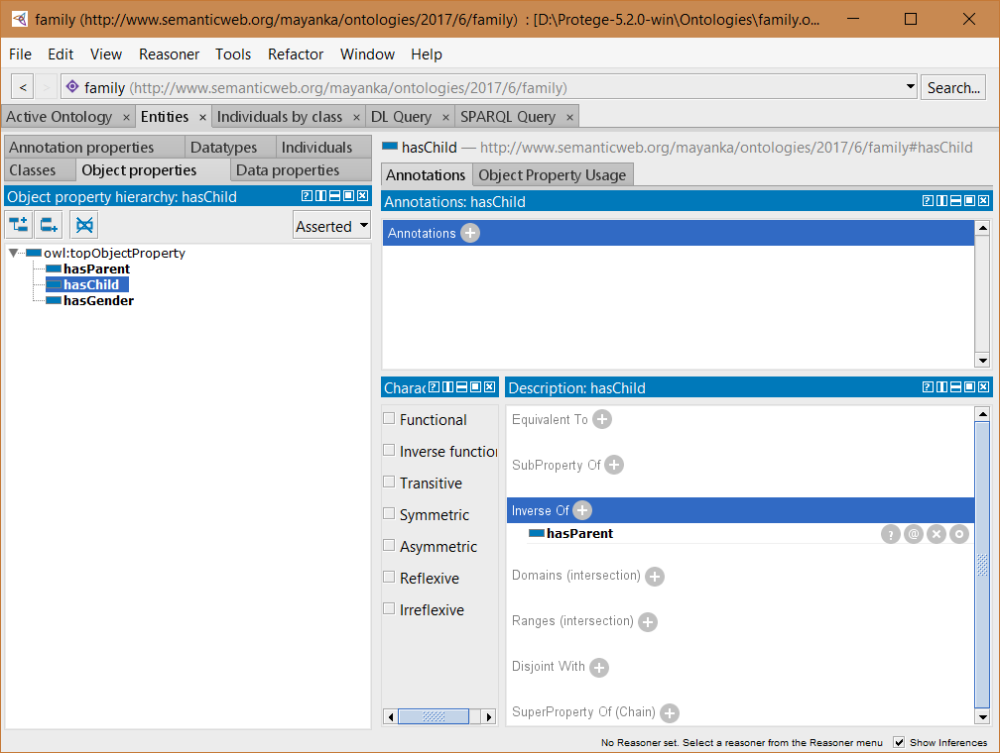 family (http://www.semanticweb.org/mayanka/ontologies/2017/6/family) : [D:\Protege-5.2.0-win\Ontologies\family.o...
File Edit View Reasoner Tools Refactor Window Help
< > family (http://www.semanticweb.org/mayanka/ontologies/2017/6/family) Search...
Active Ontology × Entities × Individuals by class × DL Query × SPARQL Query ×
Annotation properties Datatypes Individuals
Classes Object properties Data properties
Object property hierarchy: hasChild
Asserted
owl:topObjectProperty
hasParent
hasChild
hasGender
hasChild — http://www.semanticweb.org/mayanka/ontologies/2017/6/family#hasChild
Annotations Object Property Usage
Annotations: hasChild
Annotations
Charac
Functional
Inverse function
Transitive
Symmetric
Asymmetric
Reflexive
Irreflexive
Description: hasChild
Equivalent To
SubProperty Of
Inverse Of
hasParent
Domains (intersection)
Ranges (intersection)
Disjoint With
SuperProperty Of (Chain)
No Reasoner set. Select a reasoner from the Reasoner menu Show Inferences